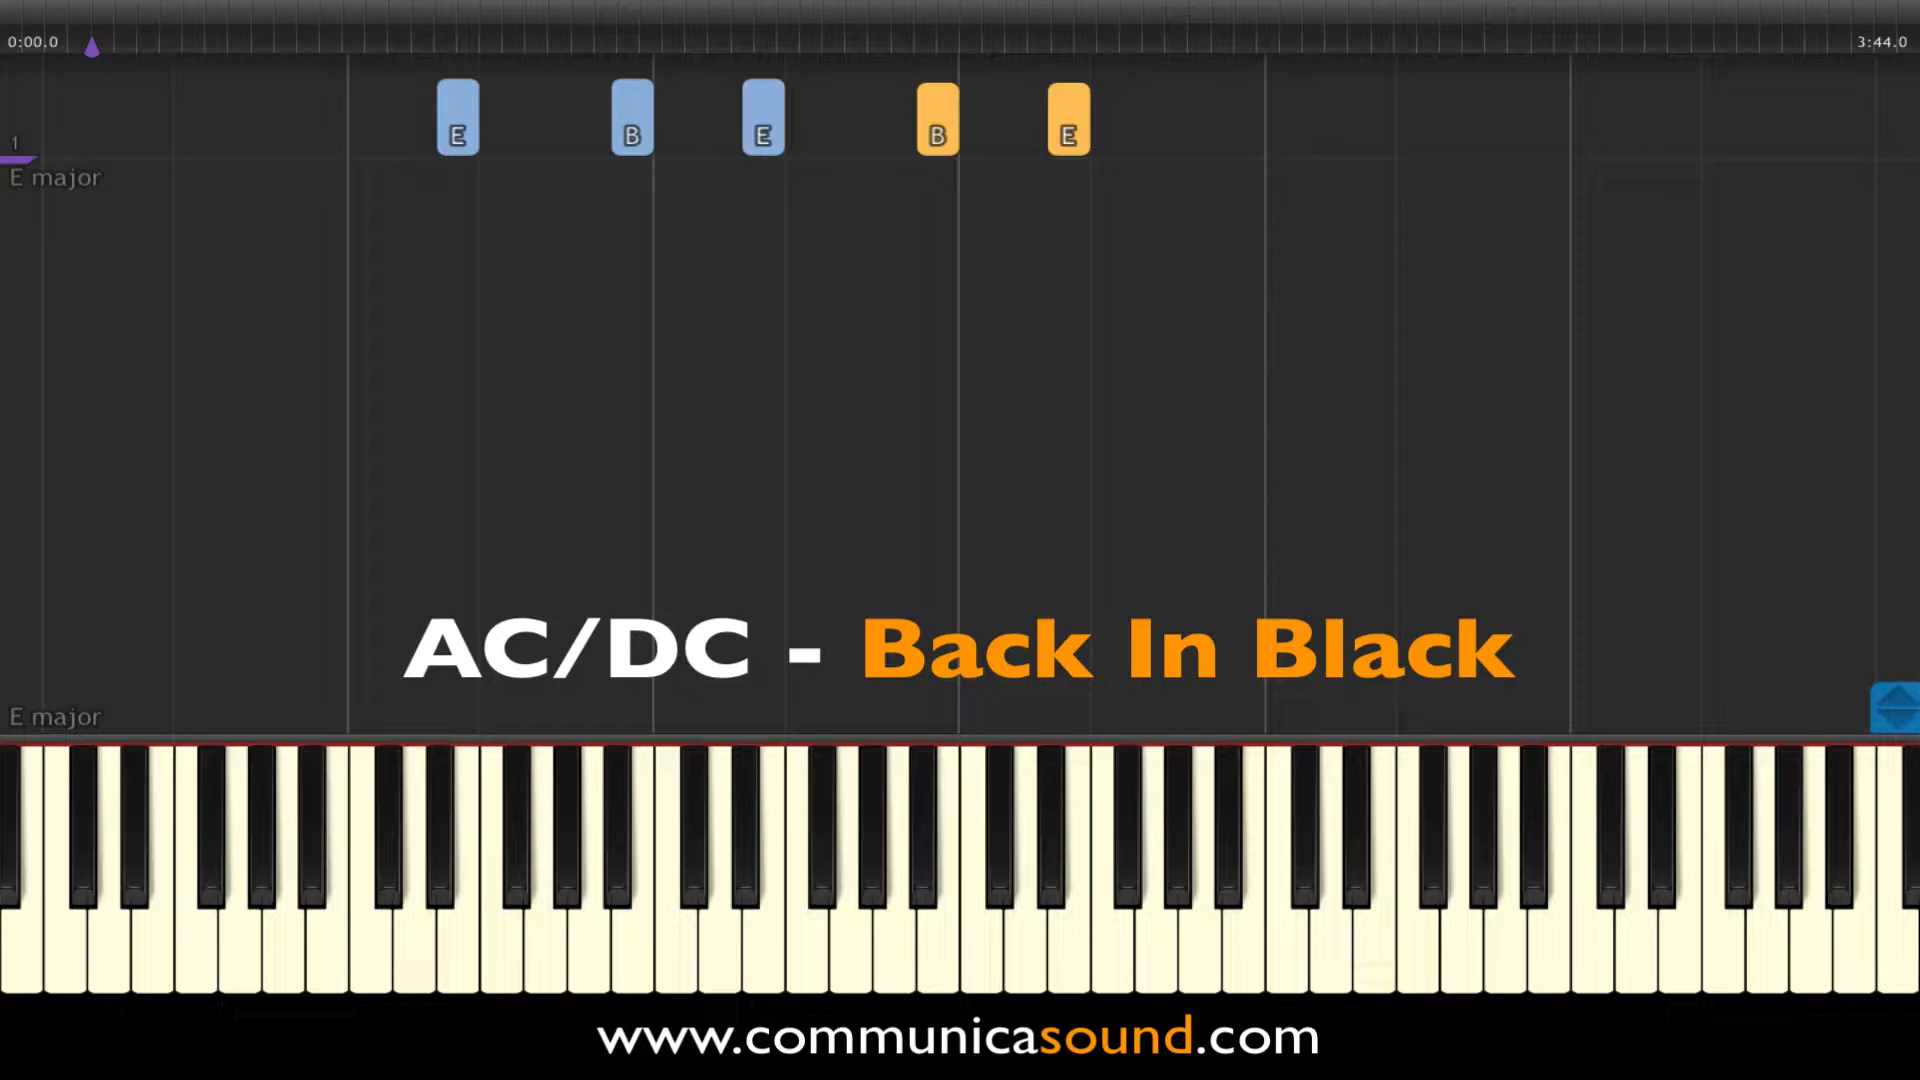 0:00.0 3:44.0
E B E B E
1
E major
AC/DC - Back In Black
E major
www.communicasound.com